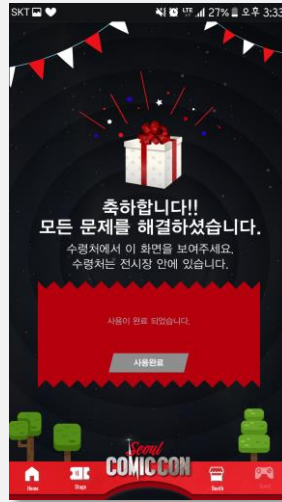 SKT 27% 오후 3:33
축하합니다!!
모든 문제를 해결하셨습니다.
수령처에서 이 화면을 보여주세요.
수령처는 전시장 안에 있습니다.
사용이 완료 되었습니다.
사용완료
Seoul
COMIC CON
Home Stage Booth